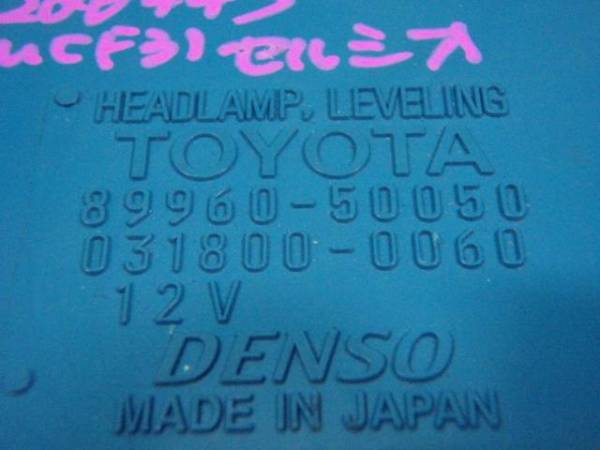 UCF31 セルシオ
HEADLAMP, LEVELING
TOYOTA
89960-50050
031800-0060
12V
DENSO
MADE IN JAPAN